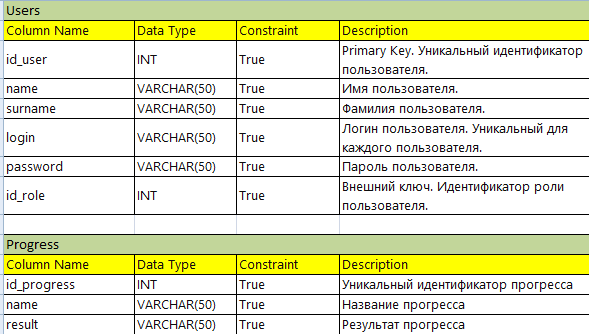 Users
Column Name Data Type Constraint Description
id_user INT True Primary Key. Уникальный идентификатор
пользователя.
name VARCHAR(50) True Имя пользователя.
surname VARCHAR(50) True Фамилия пользователя.
login VARCHAR(50) True Логин пользователя. Уникальный для
каждого пользователя.
password VARCHAR(50) True Пароль пользователя.
id_role INT True Внешний ключ. Идентификатор роли
пользователя.
Progress
Column Name Data Type Constraint Description
id_progress INT True Уникальный идентификатор прогресса
name VARCHAR(50) True Название прогресса
result VARCHAR(50) True Результат прогресса